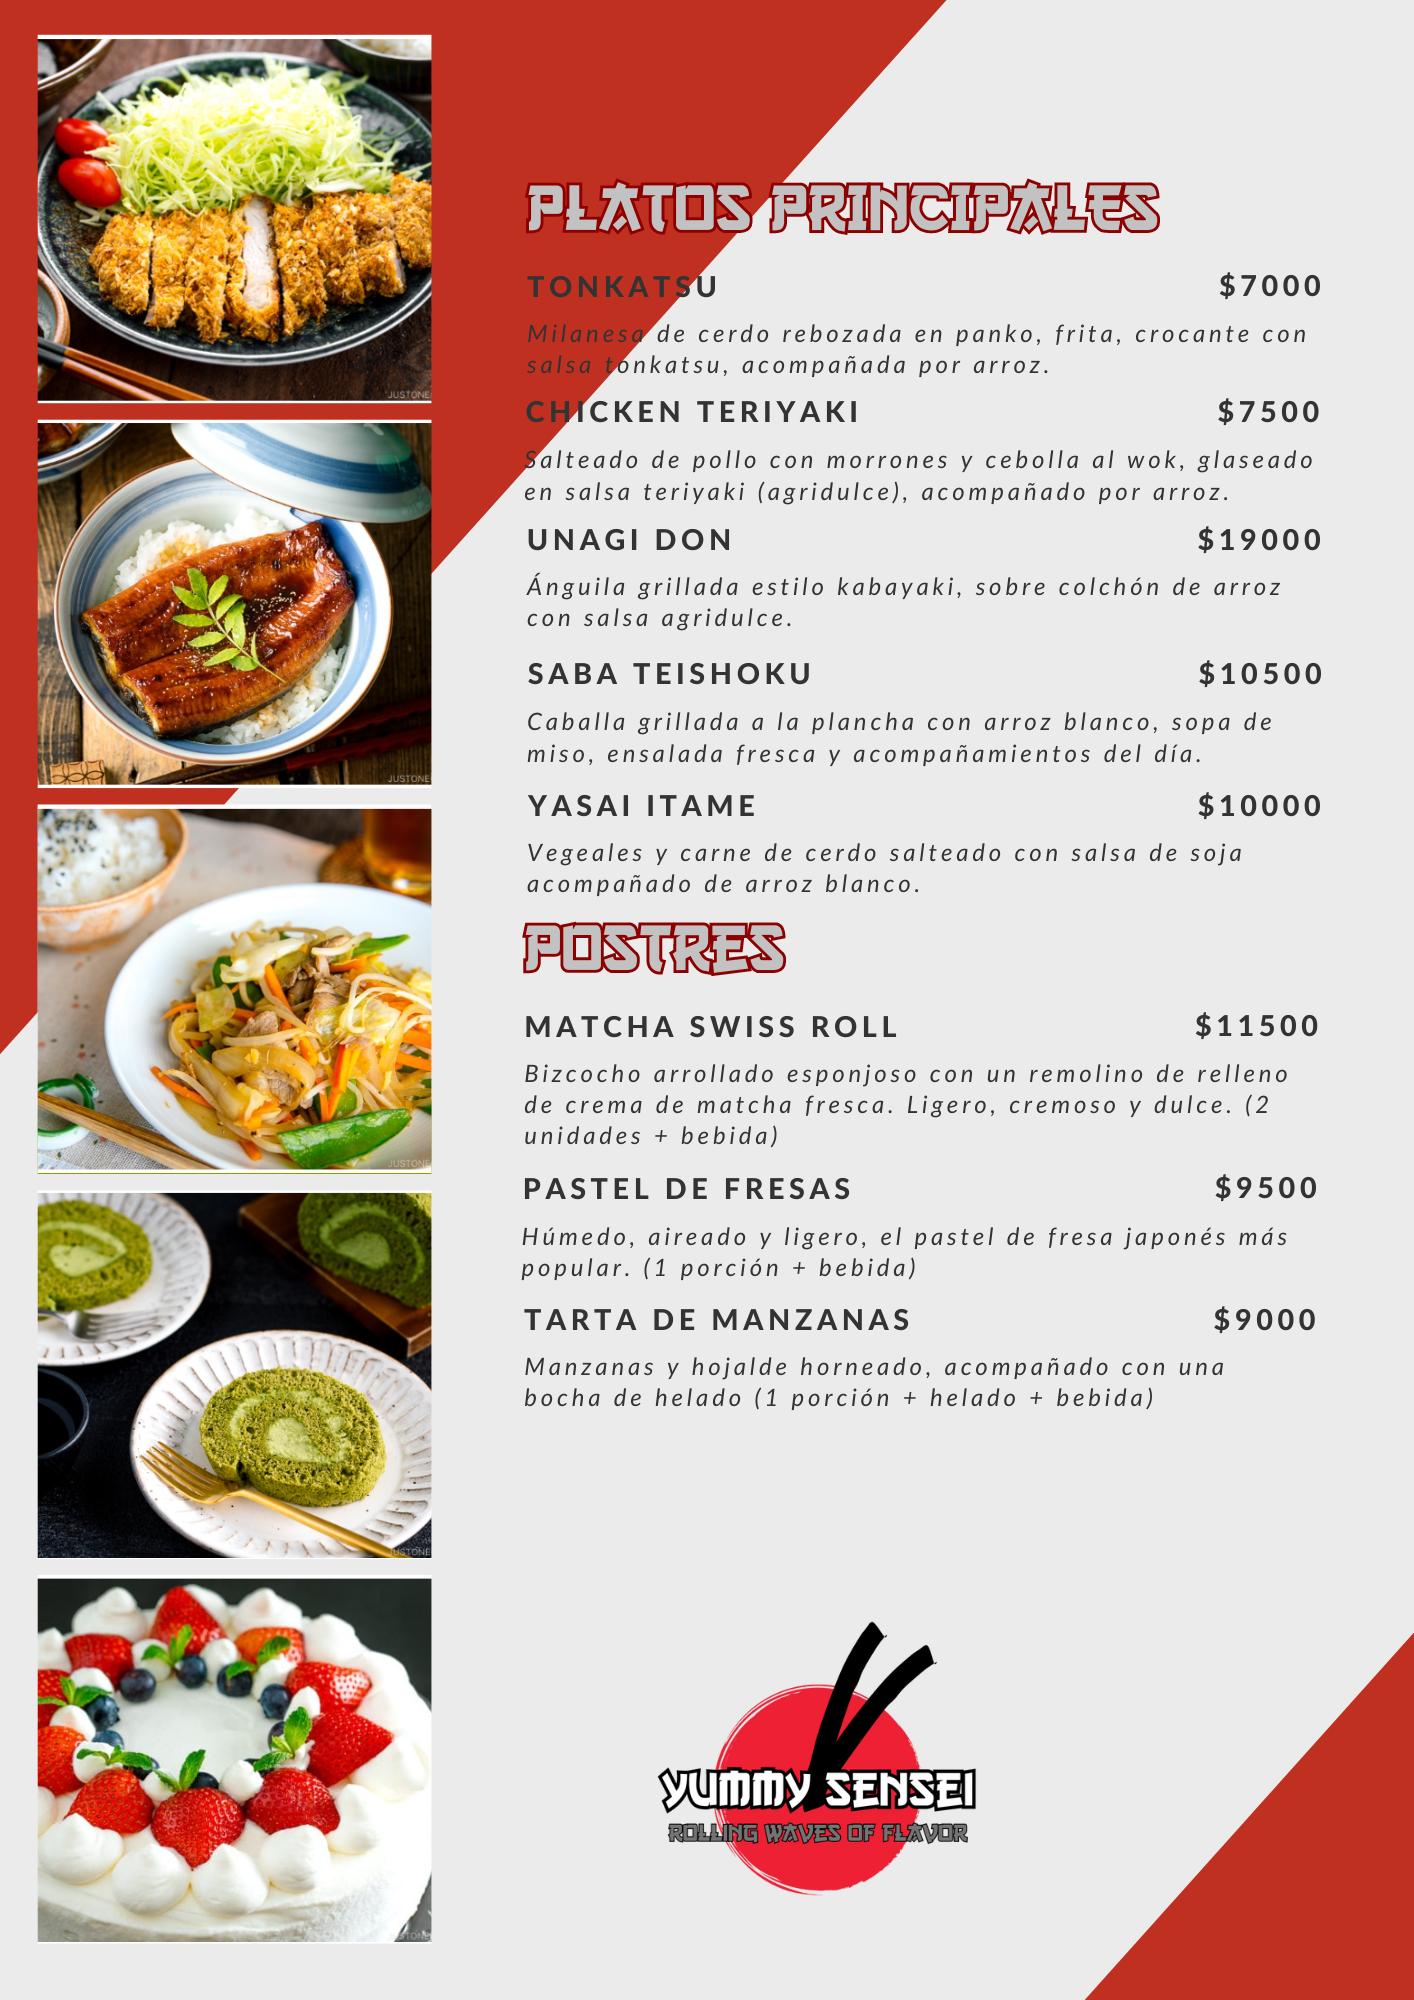 PLATOS PRINCIPALES
TONKATSU $7000
Milanesa de cerdo rebozada en panko, frita, crocante con
salsa tonkatsu, acompañada por arroz.
CHICKEN TERIYAKI $7500
Salteado de pollo con morrones y cebolla al wok, glaseado
en salsa teriyaki (agridulce), acompañado por arroz.
UNAGI DON $19000
Ánguila grillada estilo kabayaki, sobre colchón de arroz
con salsa agridulce.
SABA TEISHOKU $10500
Caballa grillada a la plancha con arroz blanco, sopa de
miso, ensalada fresca y acompañamientos del día.
YASAI ITAME $10000
Vegeales y carne de cerdo salteado con salsa de soja
acompañado de arroz blanco.
POSTRES
MATCHA SWISS ROLL $11500
Bizcocho arrollado esponjoso con un remolino de relleno
de crema de matcha fresca. Ligero, cremoso y dulce. (2
unidades + bebida)
PASTEL DE FRESAS $9500
Húmedo, aireado y ligero, el pastel de fresa japonés más
popular. (1 porción + bebida)
TARTA DE MANZANAS $9000
Manzanas y hojalde horneado, acompañado con una
bocha de helado (1 porción + helado + bebida)
YUMMY SENSEI
ROLLING WAVES OF FLAVOR
JUSTONE
JUSTONE
JUSTONE
JUSTONE